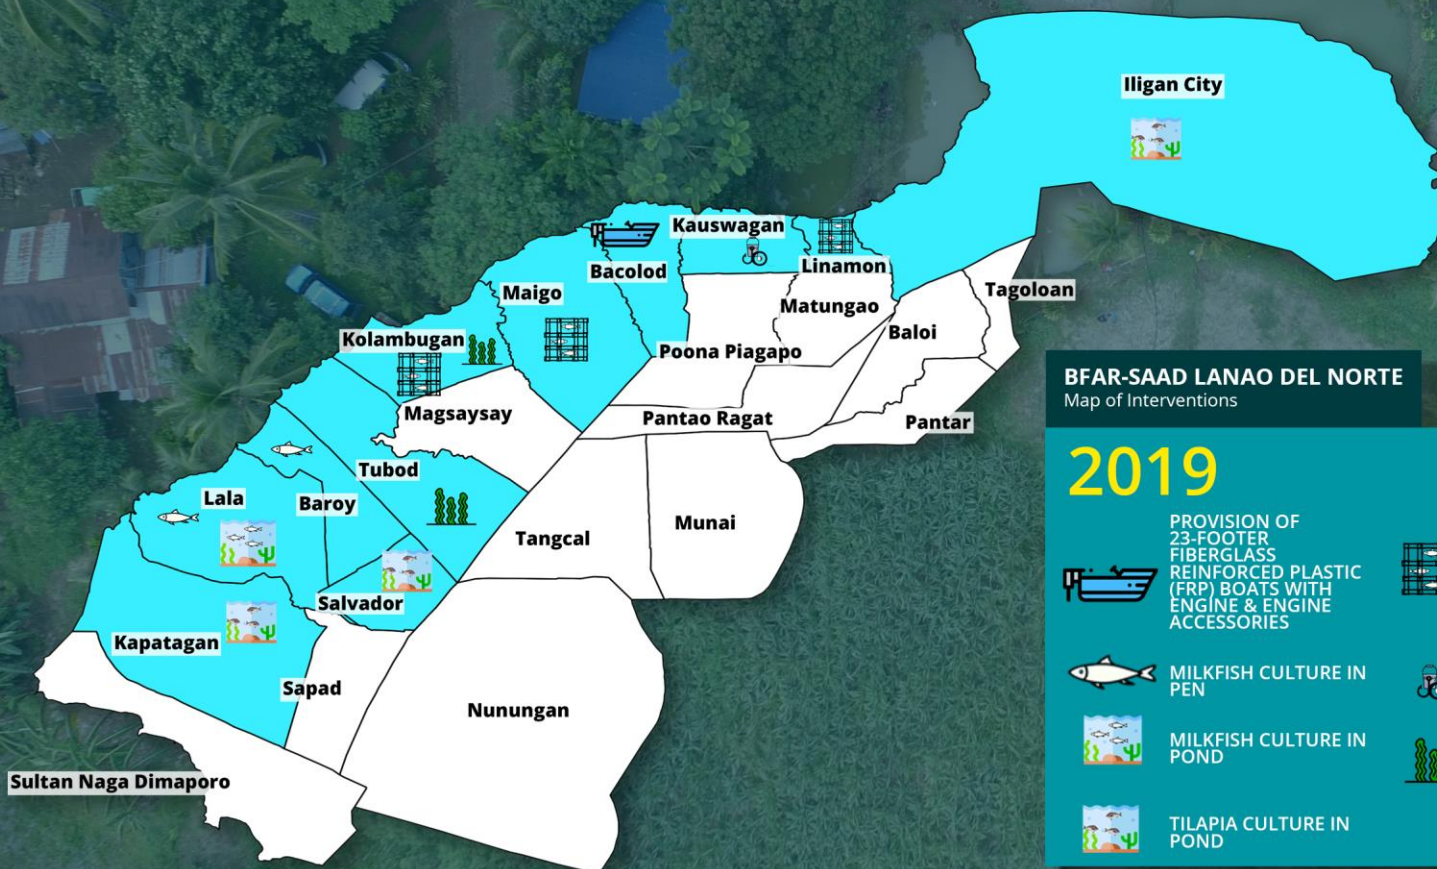 Iligan City
Kauswagan
Bacolod
Linamon
Maigo
Tagoloan
Matungao
Baloi
Kolambugan
Poona Piagapo
Magsaysay
Pantao Ragat
Pantar
Tubod
Lala
Baroy
Munai
Tangcal
Salvador
Kapatagan
Sapad
Nunungan
Sultan Naga Dimaporo
BFAR-SAAD LANAO DEL NORTE
Map of Interventions
2019
PROVISION OF
23-FOOTER
FIBERGLASS
REINFORCED PLASTIC
(FRP) BOATS WITH
ENGINE & ENGINE
ACCESSORIES
MILKFISH CULTURE IN
PEN
MILKFISH CULTURE IN
POND
TILAPIA CULTURE IN
POND